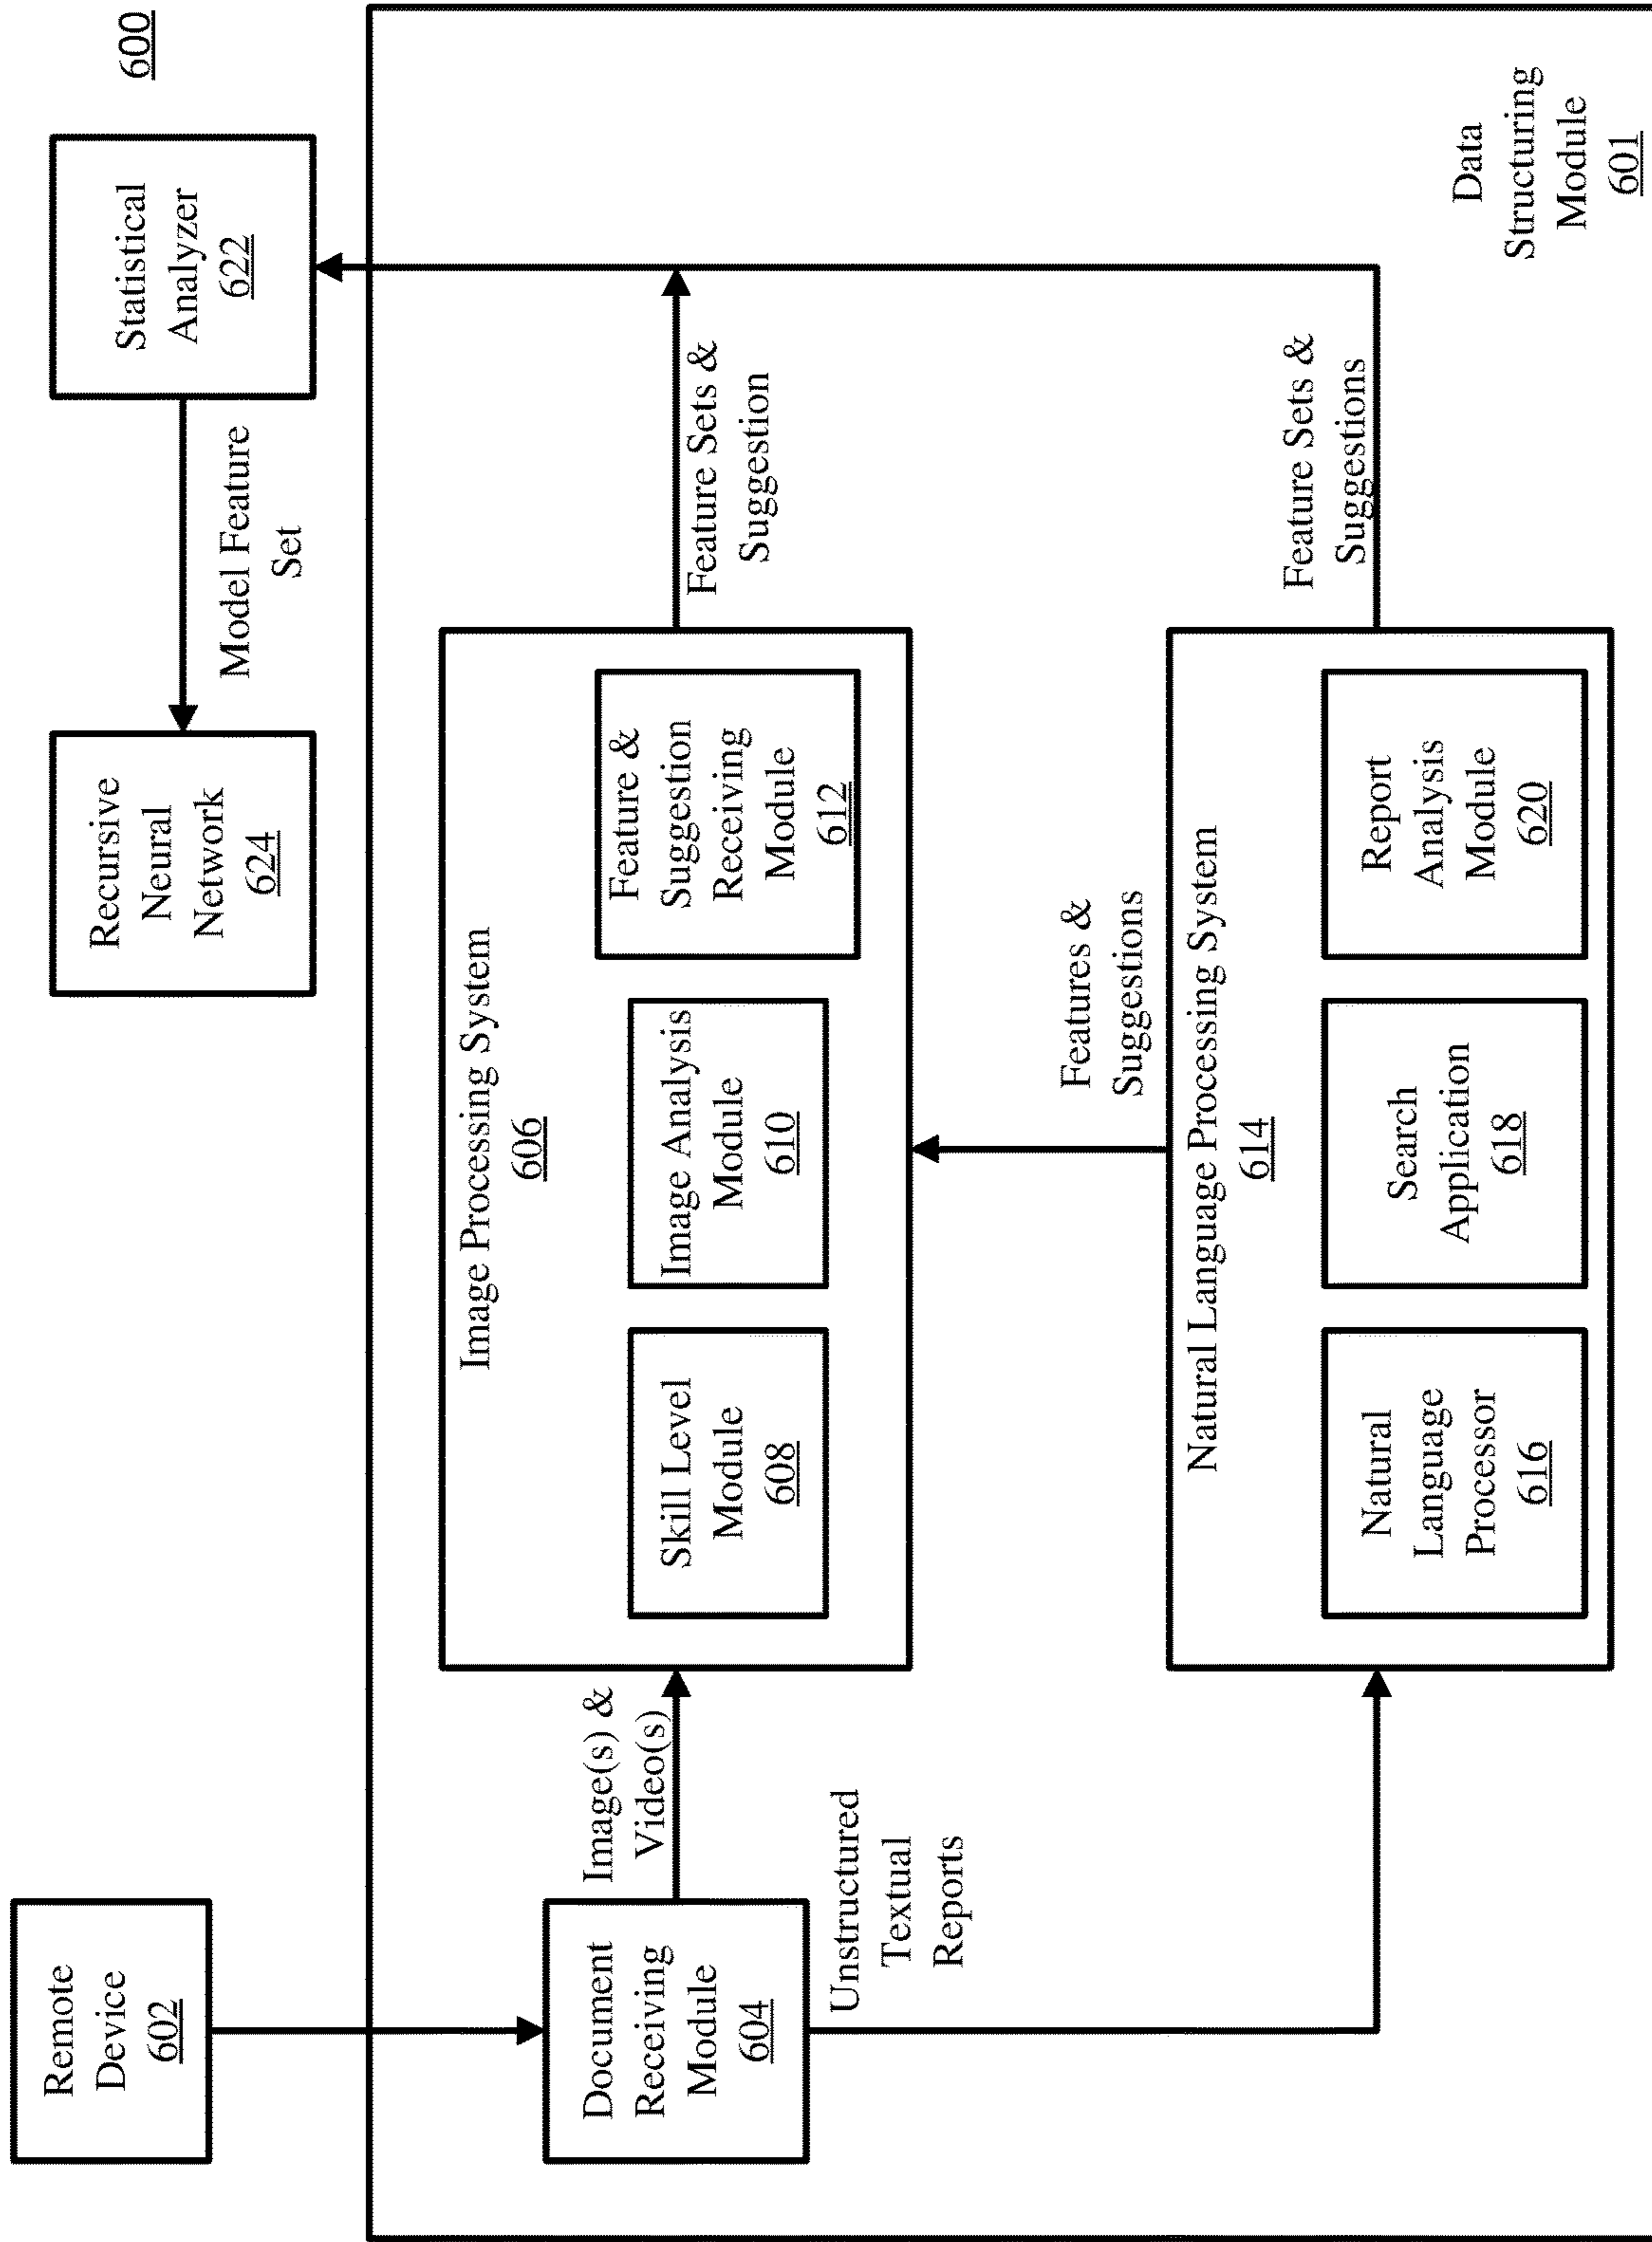 600
Remote
Device
602
Recursive
Neural
Network
624
Model Feature
Set
Statistical
Analyzer
622
Document
Receiving
Module
604
Image(s) &
Video(s)
Unstructured
Textual
Reports
Image Processing System
606
Skill Level
Module
608
Image Analysis
Module
610
Feature &
Suggestion
Receiving
Module
612
Feature Sets &
Suggestion
Features &
Suggestions
Natural Language Processing System
614
Natural
Language
Processor
616
Search
Application
618
Report
Analysis
Module
620
Feature Sets &
Suggestions
Data
Structuring
Module
601